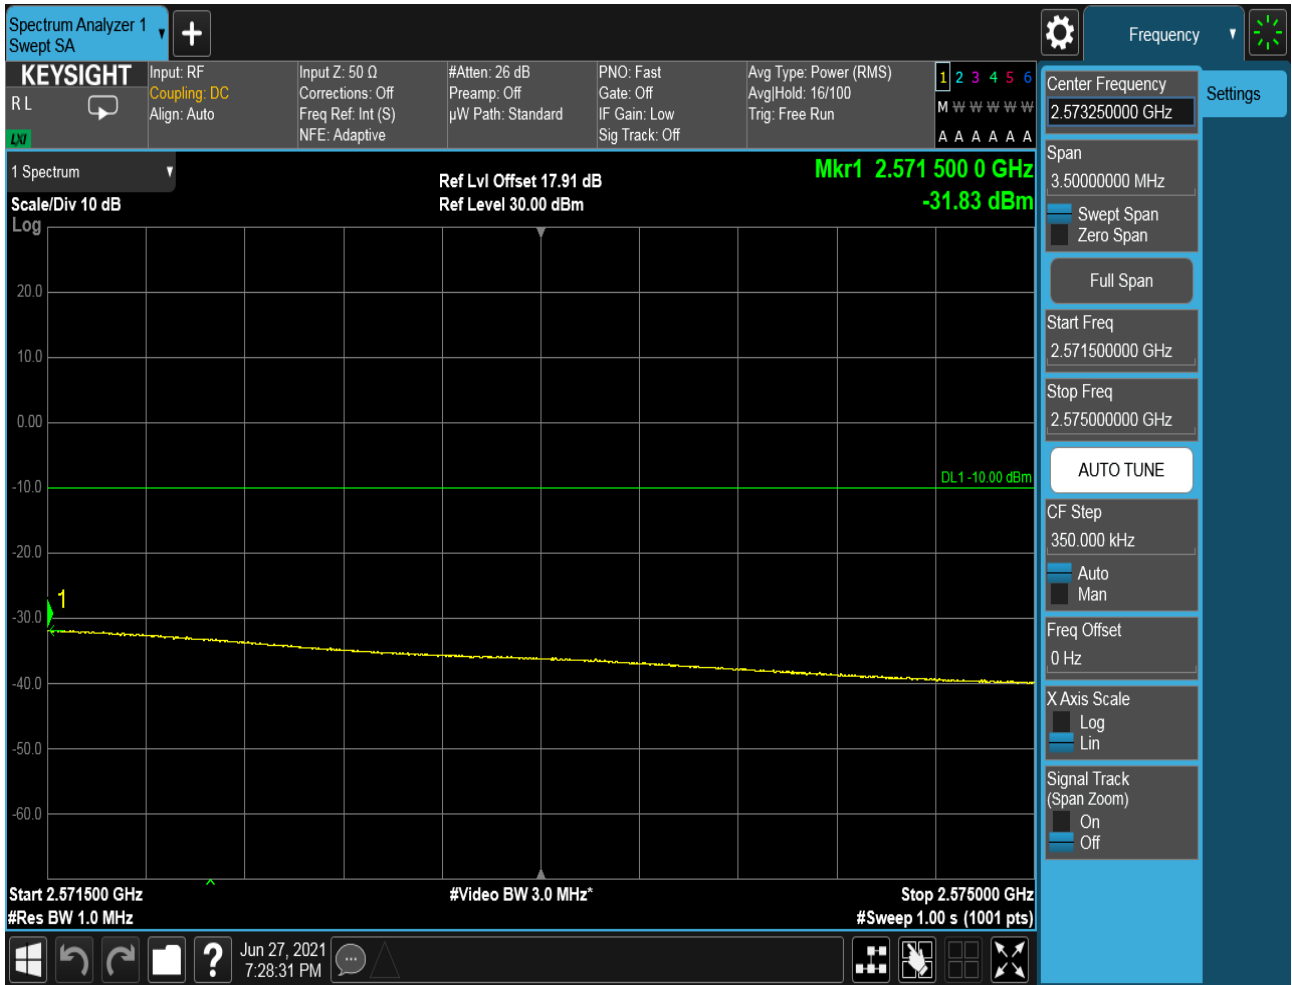 Spectrum Analyzer 1
Swept SA
Frequency
KEYSIGHT
R L
LXI
Input: RF
Coupling: DC
Align: Auto
Input Z: 50 Ω
Corrections: Off
Freq Ref: Int (S)
NFE: Adaptive
#Atten: 26 dB
Preamp: Off
µW Path: Standard
PNO: Fast
Gate: Off
IF Gain: Low
Sig Track: Off
Avg Type: Power (RMS)
Avg|Hold: 16/100
Trig: Free Run
1 2 3 4 5 6
M W W W W W
A A A A A A
Center Frequency
2.573250000 GHz
Settings
Span
3.50000000 MHz
Swept Span
Zero Span
Full Span
Start Freq
2.571500000 GHz
Stop Freq
2.575000000 GHz
AUTO TUNE
CF Step
350.000 kHz
Auto
Man
Freq Offset
0 Hz
X Axis Scale
Log
Lin
Signal Track
(Span Zoom)
On
Off
1 Spectrum
Scale/Div 10 dB
Log
Ref Lvl Offset 17.91 dB
Ref Level 30.00 dBm
Mkr1 2.571 500 0 GHz
-31.83 dBm
20.0
10.0
0.00
-10.0
DL1 -10.00 dBm
-20.0
1
-30.0
-40.0
-50.0
-60.0
Start 2.571500 GHz
#Video BW 3.0 MHz*
Stop 2.575000 GHz
#Res BW 1.0 MHz
#Sweep 1.00 s (1001 pts)
?
Jun 27, 2021
7:28:31 PM